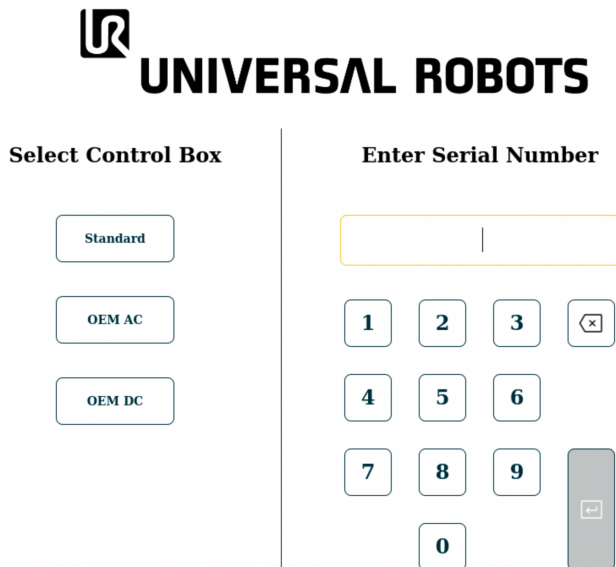 UR
UNIVERSAL ROBOTS
Select Control Box
Enter Serial Number
Standard
OEM AC
OEM DC
1 2 3
4 5 6
7 8 9
0